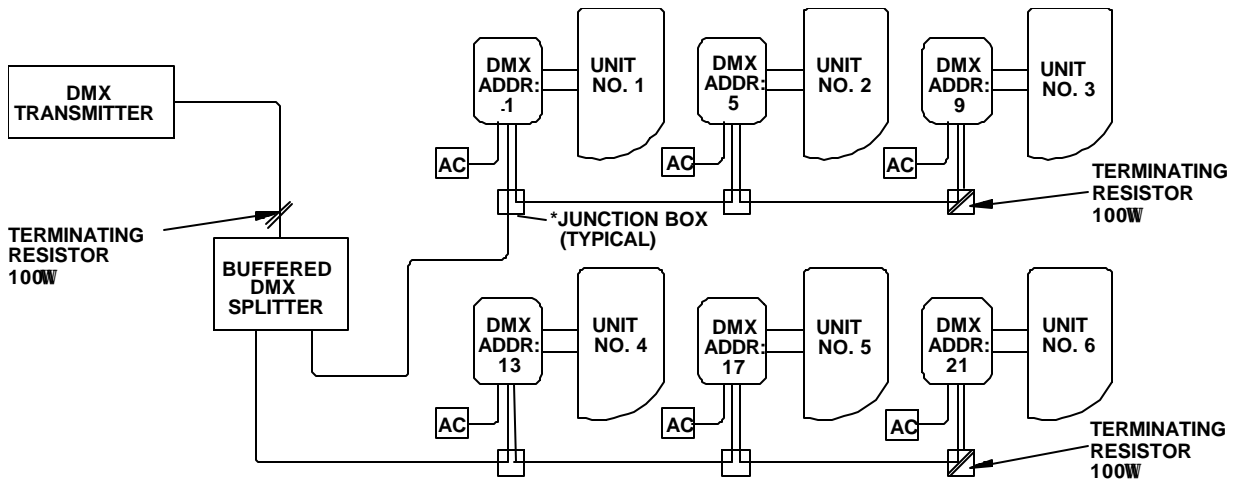 DMX
TRANSMITTER
TERMINATING
RESISTOR
100W
BUFFERED
DMX
SPLITTER
DMX
ADDR:
.1
UNIT
NO. 1
AC
DMX
ADDR:
5
UNIT
NO. 2
AC
DMX
ADDR:
9
UNIT
NO. 3
AC
TERMINATING
RESISTOR
100W
*JUNCTION BOX
(TYPICAL)
DMX
ADDR:
13
UNIT
NO. 4
AC
DMX
ADDR:
17
UNIT
NO. 5
AC
DMX
ADDR:
21
UNIT
NO. 6
AC
TERMINATING
RESISTOR
100W